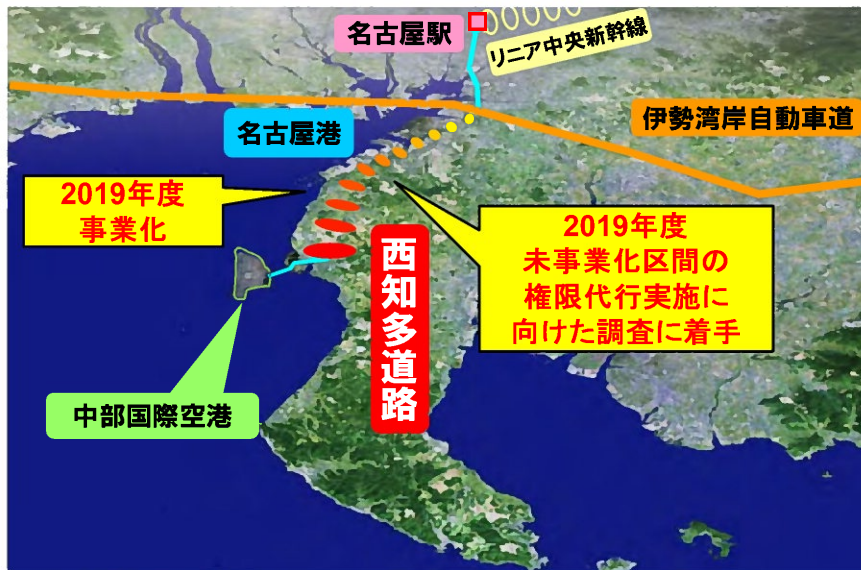 名古屋駅
リニア中央新幹線
名古屋港
伊勢湾岸自動車道
2019年度
事業化
2019年度
未事業化区間の
権限代行実施に
向けた調査に着手
西知多道路
中部国際空港